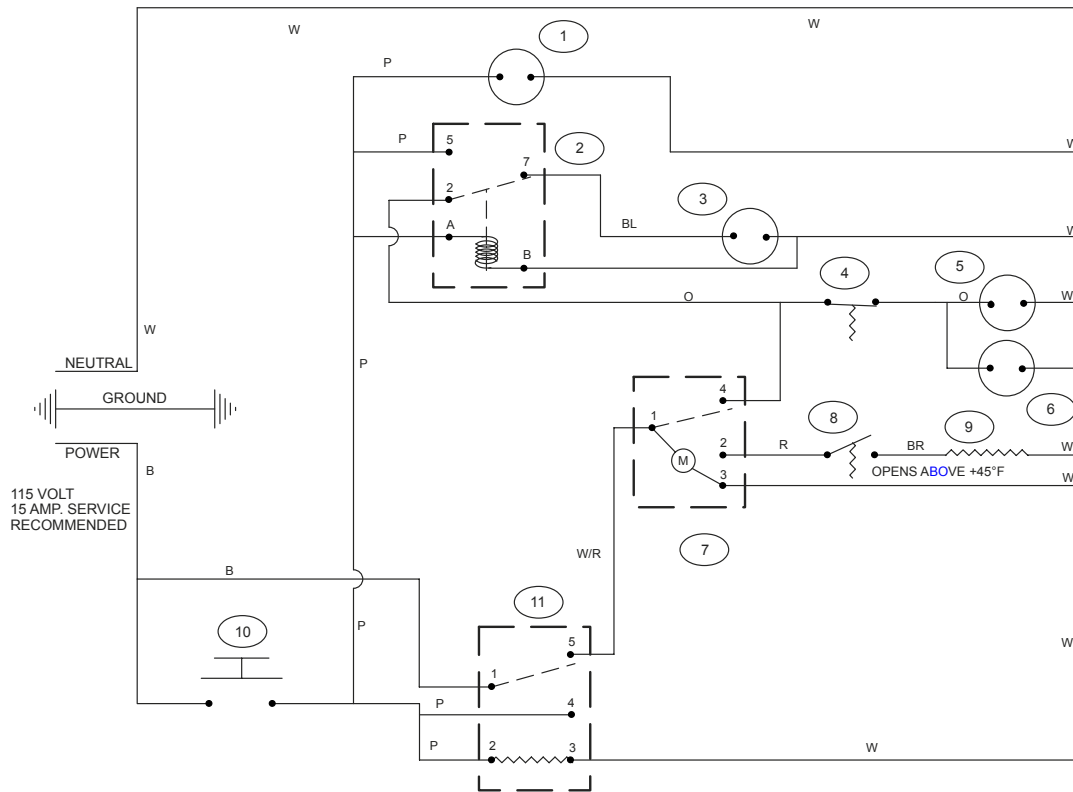 W
W
1
P
P
5
2
W
7
2
3
A
BL
W
B
4
5
O
O
W
W
P
NEUTRAL
GROUND
4
6
1
8
9
POWER
2
R
BR
W
M
B
3
OPENS ABOVE +45°F
W
115 VOLT
15 AMP. SERVICE
RECOMMENDED
7
W/R
B
11
P
10
5
W
1
P
4
P
2
3
W